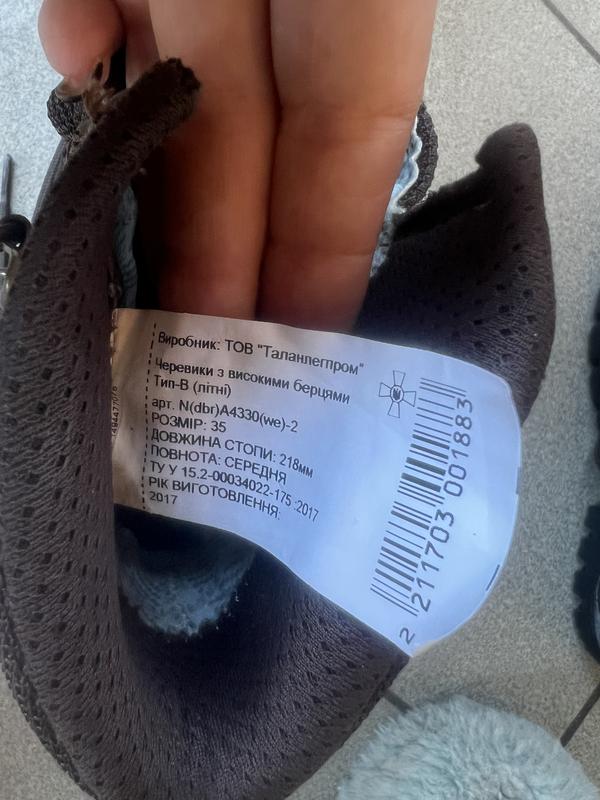 Виробник: ТОВ "Таланлегпром"
Черевики з високими берцями
Тип-В (літні)
арт. N(dbr)A4330(we)-2
РОЗМІР: 35
ДОВЖИНА СТОПИ: 218мм
ПОВНОТА: СЕРЕДНЯ
ТУ У 15.2-00034022-175 :2017
РІК ВИГОТОВЛЕННЯ:
2017
2 211703 001883